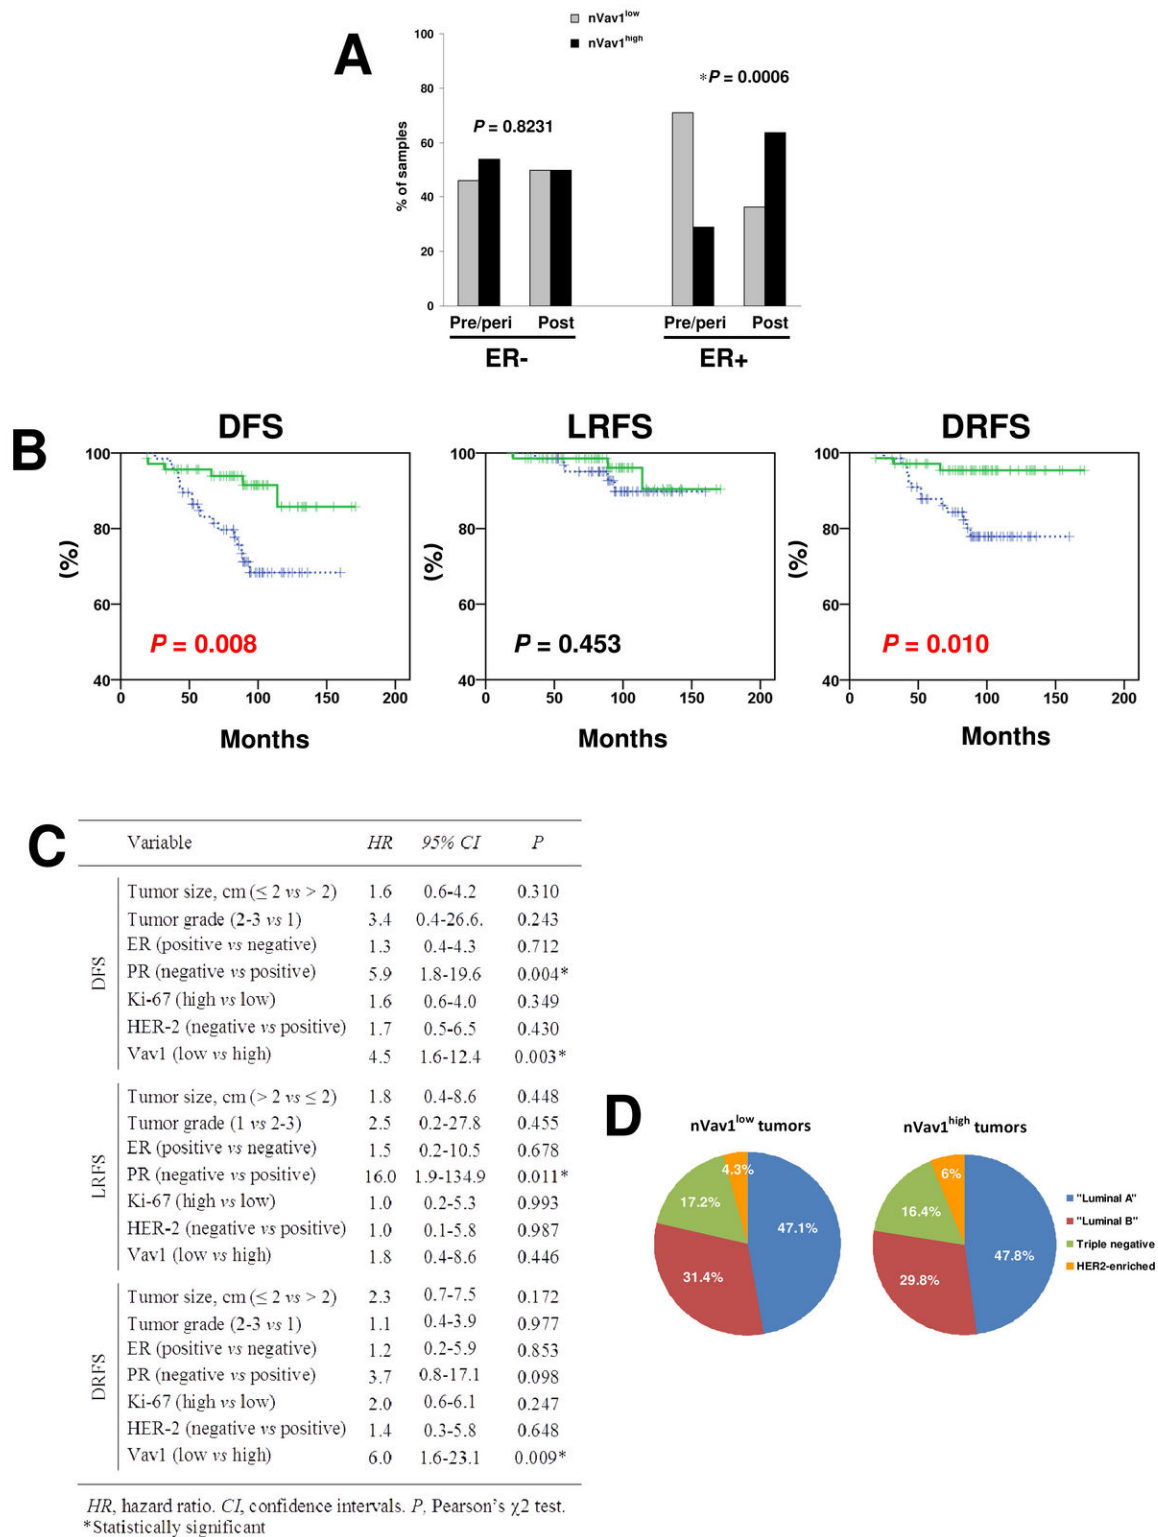 A
nVav1low
nVav1high
100
80
60
40
20
0
% of samples
P = 0.8231
*P = 0.0006
Pre/peri Post Pre/peri Post
ER- ER+
B
DFS LRFS DRFS
100 100 100
80 80 80
60 60 60
40 40 40
(%) (%) (%)
P = 0.008 P = 0.453 P = 0.010
0 50 100 150 200 0 50 100 150 200 0 50 100 150 200
Months Months Months
C
Variable HR 95% CI P
DFS
Tumor size, cm (≤ 2 vs > 2) 1.6 0.6-4.2 0.310
Tumor grade (2-3 vs 1) 3.4 0.4-26.6. 0.243
ER (positive vs negative) 1.3 0.4-4.3 0.712
PR (negative vs positive) 5.9 1.8-19.6 0.004*
Ki-67 (high vs low) 1.6 0.6-4.0 0.349
HER-2 (negative vs positive) 1.7 0.5-6.5 0.430
Vav1 (low vs high) 4.5 1.6-12.4 0.003*
LRFS
Tumor size, cm (> 2 vs ≤ 2) 1.8 0.4-8.6 0.448
Tumor grade (1 vs 2-3) 2.5 0.2-27.8 0.455
ER (positive vs negative) 1.5 0.2-10.5 0.678
PR (negative vs positive) 16.0 1.9-134.9 0.011*
Ki-67 (high vs low) 1.0 0.2-5.3 0.993
HER-2 (negative vs positive) 1.0 0.1-5.8 0.987
Vav1 (low vs high) 1.8 0.4-8.6 0.446
DRFS
Tumor size, cm (≤ 2 vs > 2) 2.3 0.7-7.5 0.172
Tumor grade (2-3 vs 1) 1.1 0.4-3.9 0.977
ER (positive vs negative) 1.2 0.2-5.9 0.853
PR (negative vs positive) 3.7 0.8-17.1 0.098
Ki-67 (high vs low) 2.0 0.6-6.1 0.247
HER-2 (negative vs positive) 1.4 0.3-5.8 0.648
Vav1 (low vs high) 6.0 1.6-23.1 0.009*
HR, hazard ratio. CI, confidence intervals. P, Pearson's χ2 test.
*Statistically significant
D
nVav1low tumors nVav1high tumors
4.3%
17.2%
47.1%
31.4%
6%
16.4%
47.8%
29.8%
"Luminal A"
"Luminal B"
Triple negative
HER2-enriched